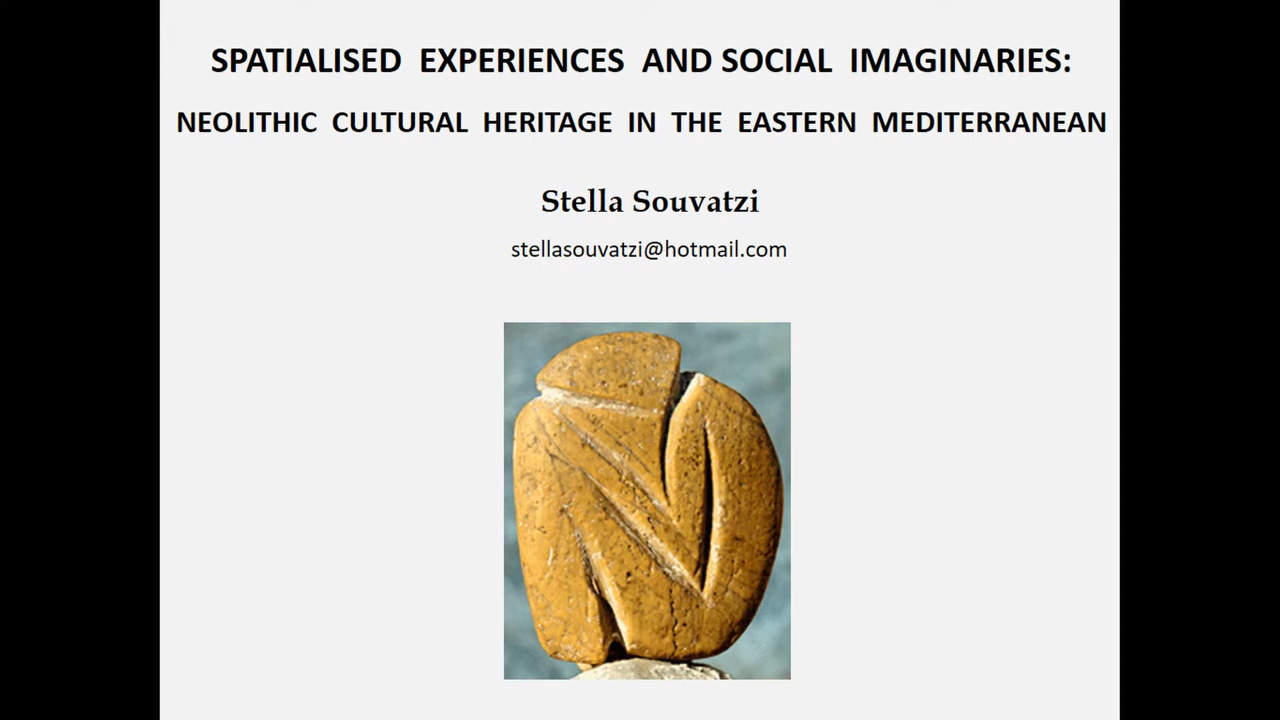 SPATIALISED EXPERIENCES AND SOCIAL IMAGINARIES:
NEOLITHIC CULTURAL HERITAGE IN THE EASTERN MEDITERRANEAN
Stella Souvatzi
stellasouvatzi@hotmail.com